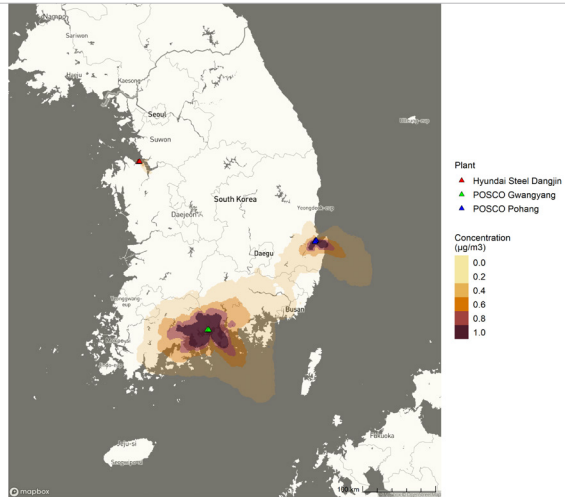 Sariwon
Haeju
Kaesong
Seoul
Suwon
South Korea
Daejeon
Daegu
Busan
Fukuoka
100 km
mapbox
Plant
Hyundai Steel Dangjin
POSCO Gwangyang
POSCO Pohang
Concentration
(µg/m3)
0.0
0.2
0.4
0.6
0.8
1.0